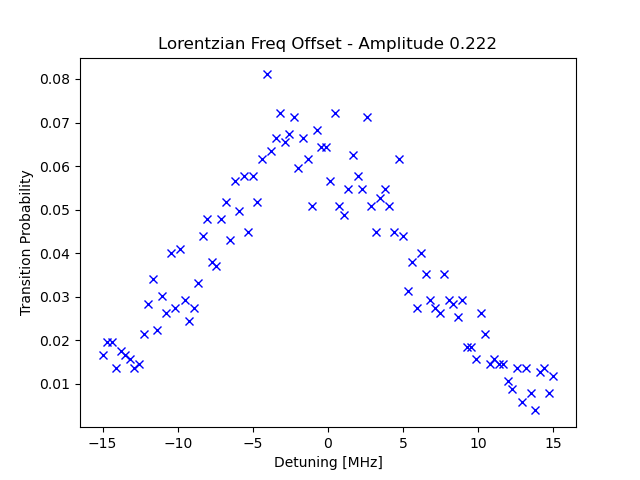 Lorentzian Freq Offset - Amplitude 0.222
Transition Probability
0.08
0.07
0.06
0.05
0.04
0.03
0.02
0.01
−15 −10 −5 0 5 10 15
Detuning [MHz]